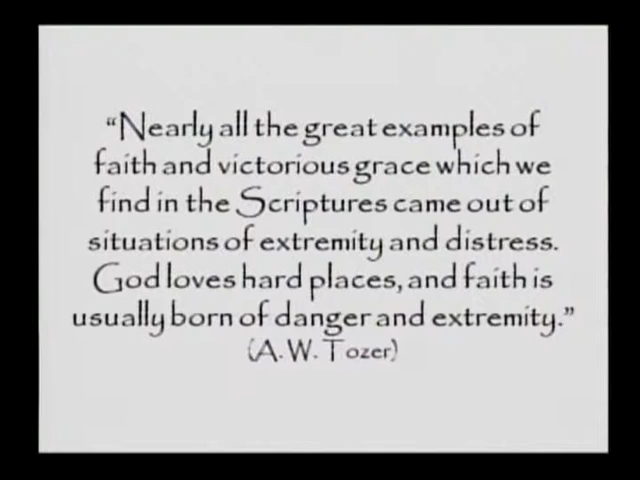 “Nearly all the great examples of
faith and victorious grace which we
find in the Scriptures came out of
situations of extremity and distress.
God loves hard places, and faith is
usually born of danger and extremity.”
(A. W. Tozer)